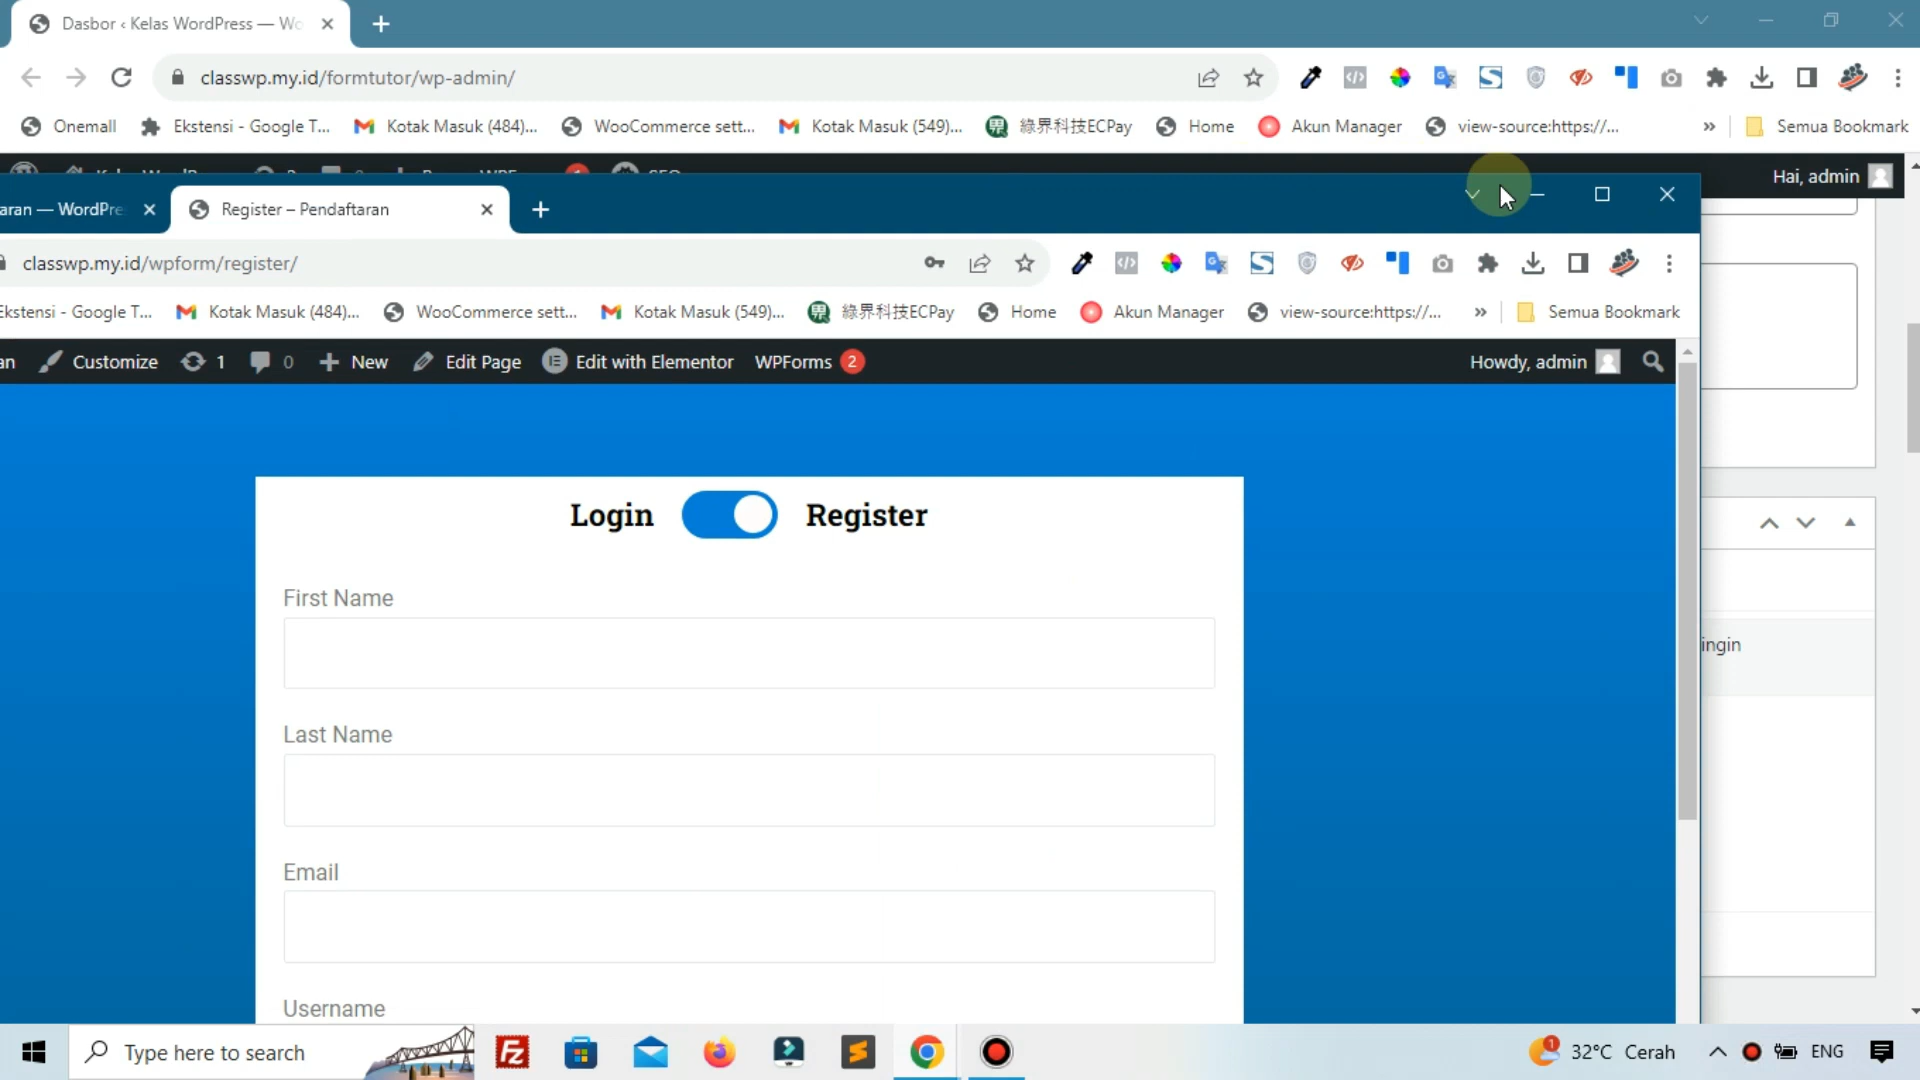 Dasbor ‹ Kelas WordPress — Wo
classwp.my.id/formtutor/wp-admin/
Onemall
Ekstensi - Google T...
Kotak Masuk (484)...
WooCommerce sett...
Kotak Masuk (549)...
綠界科技ECPay
Home
Akun Manager
view-source:https://...
»
Semua Bookmark
Hai, admin
aran — WordPre
Register – Pendaftaran
classwp.my.id/wpform/register/
Ekstensi - Google T...
Kotak Masuk (484)...
WooCommerce sett...
Kotak Masuk (549)...
綠界科技ECPay
Home
Akun Manager
view-source:https://...
»
Semua Bookmark
an
Customize
1
0
New
Edit Page
Edit with Elementor
WPForms 2
Howdy, admin
Login
Register
First Name
ingin
Last Name
Email
Username
Type here to search
1
32°C Cerah
ENG